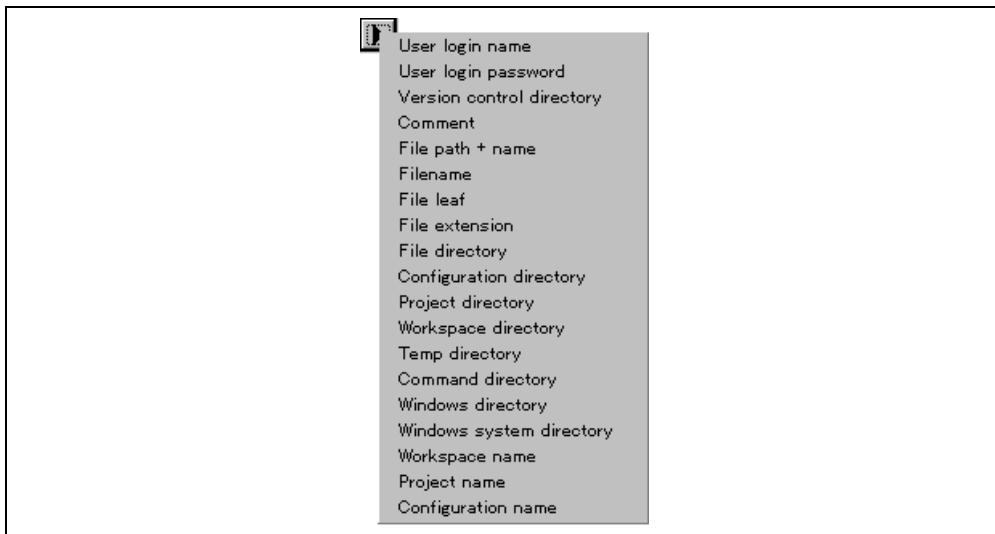 User login name
User login password
Version control directory
Comment
File path + name
Filename
File leaf
File extension
File directory
Configuration directory
Project directory
Workspace directory
Temp directory
Command directory
Windows directory
Windows system directory
Workspace name
Project name
Configuration name